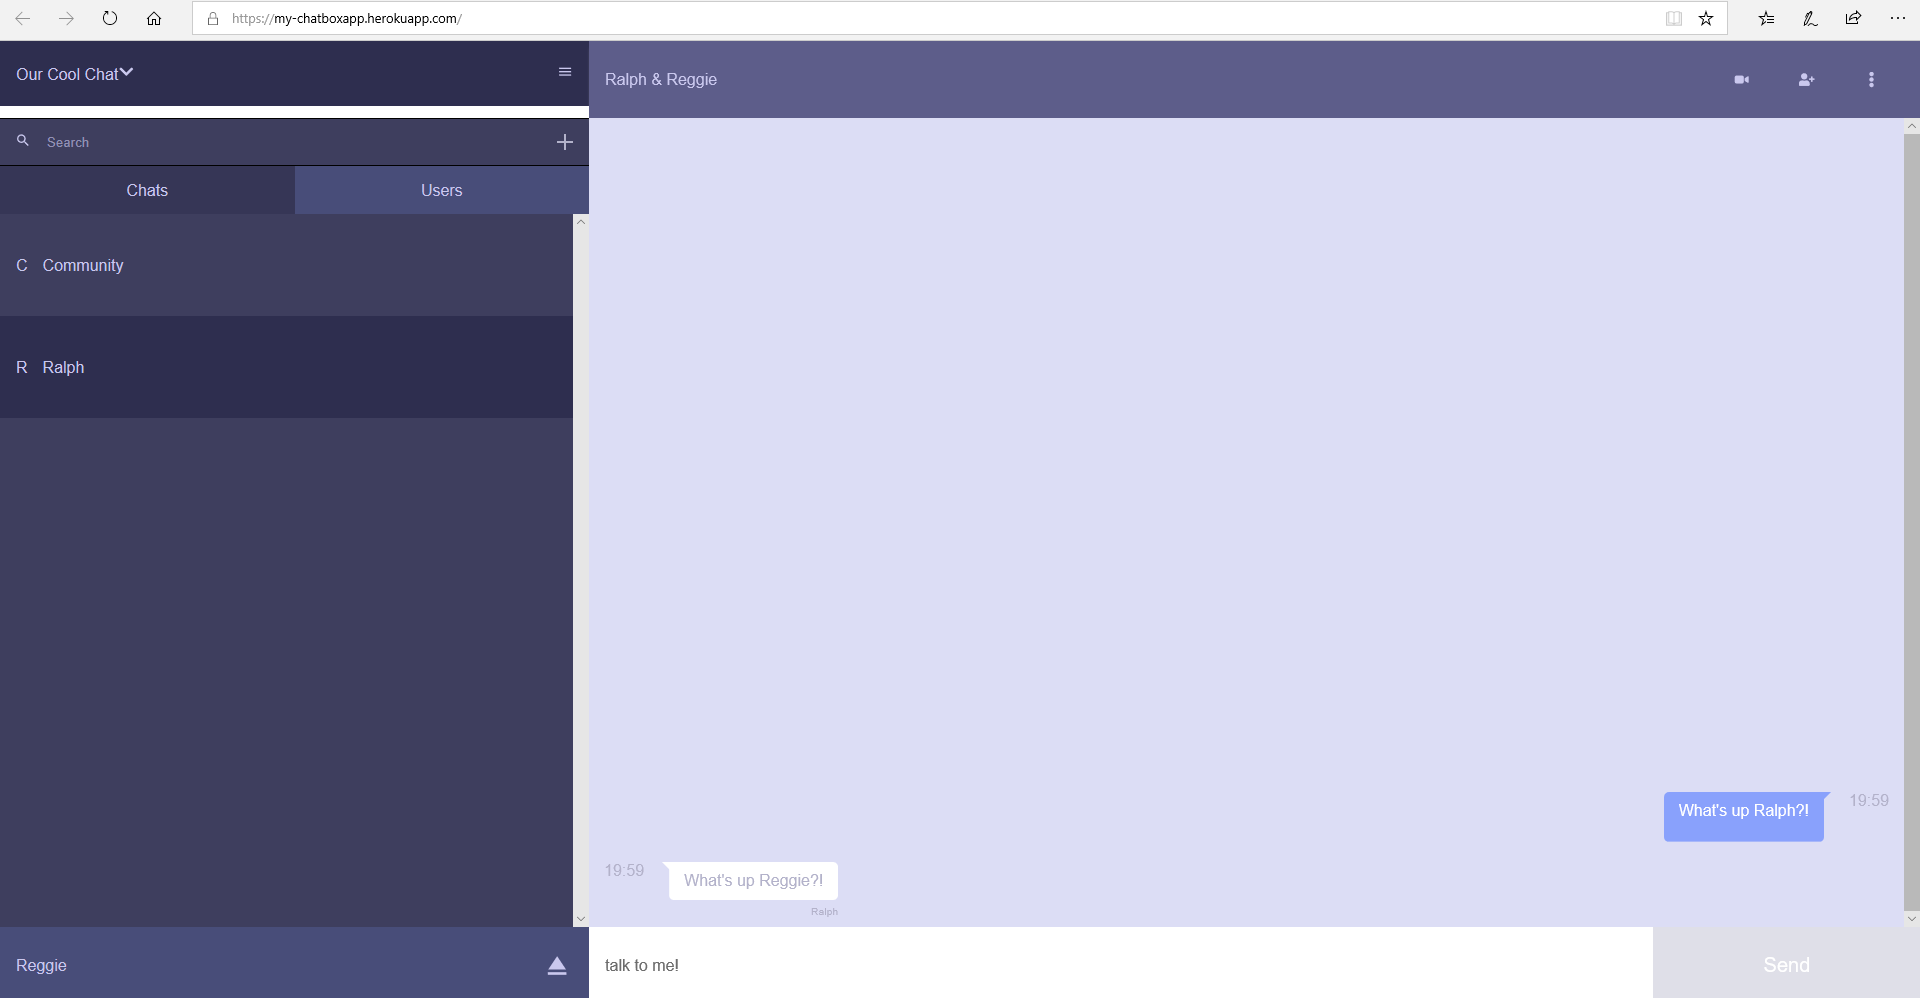 https://my-chatboxapp.herokuapp.com/
Our Cool Chat
Ralph & Reggie
Search
Chats
Users
C Community
R Ralph
What's up Ralph?!
19:59
19:59
What's up Reggie?!
Ralph
Reggie
talk to me!
Send